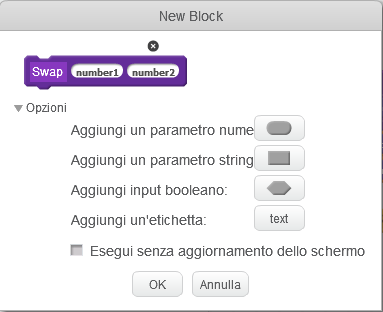 New Block
Swap number1 number2
Opzioni
Aggiungi un parametro nume
Aggiungi un parametro string
Aggiungi input booleano:
Aggiungi un'etichetta: text
Esegui senza aggiornamento dello schermo
OK Annulla